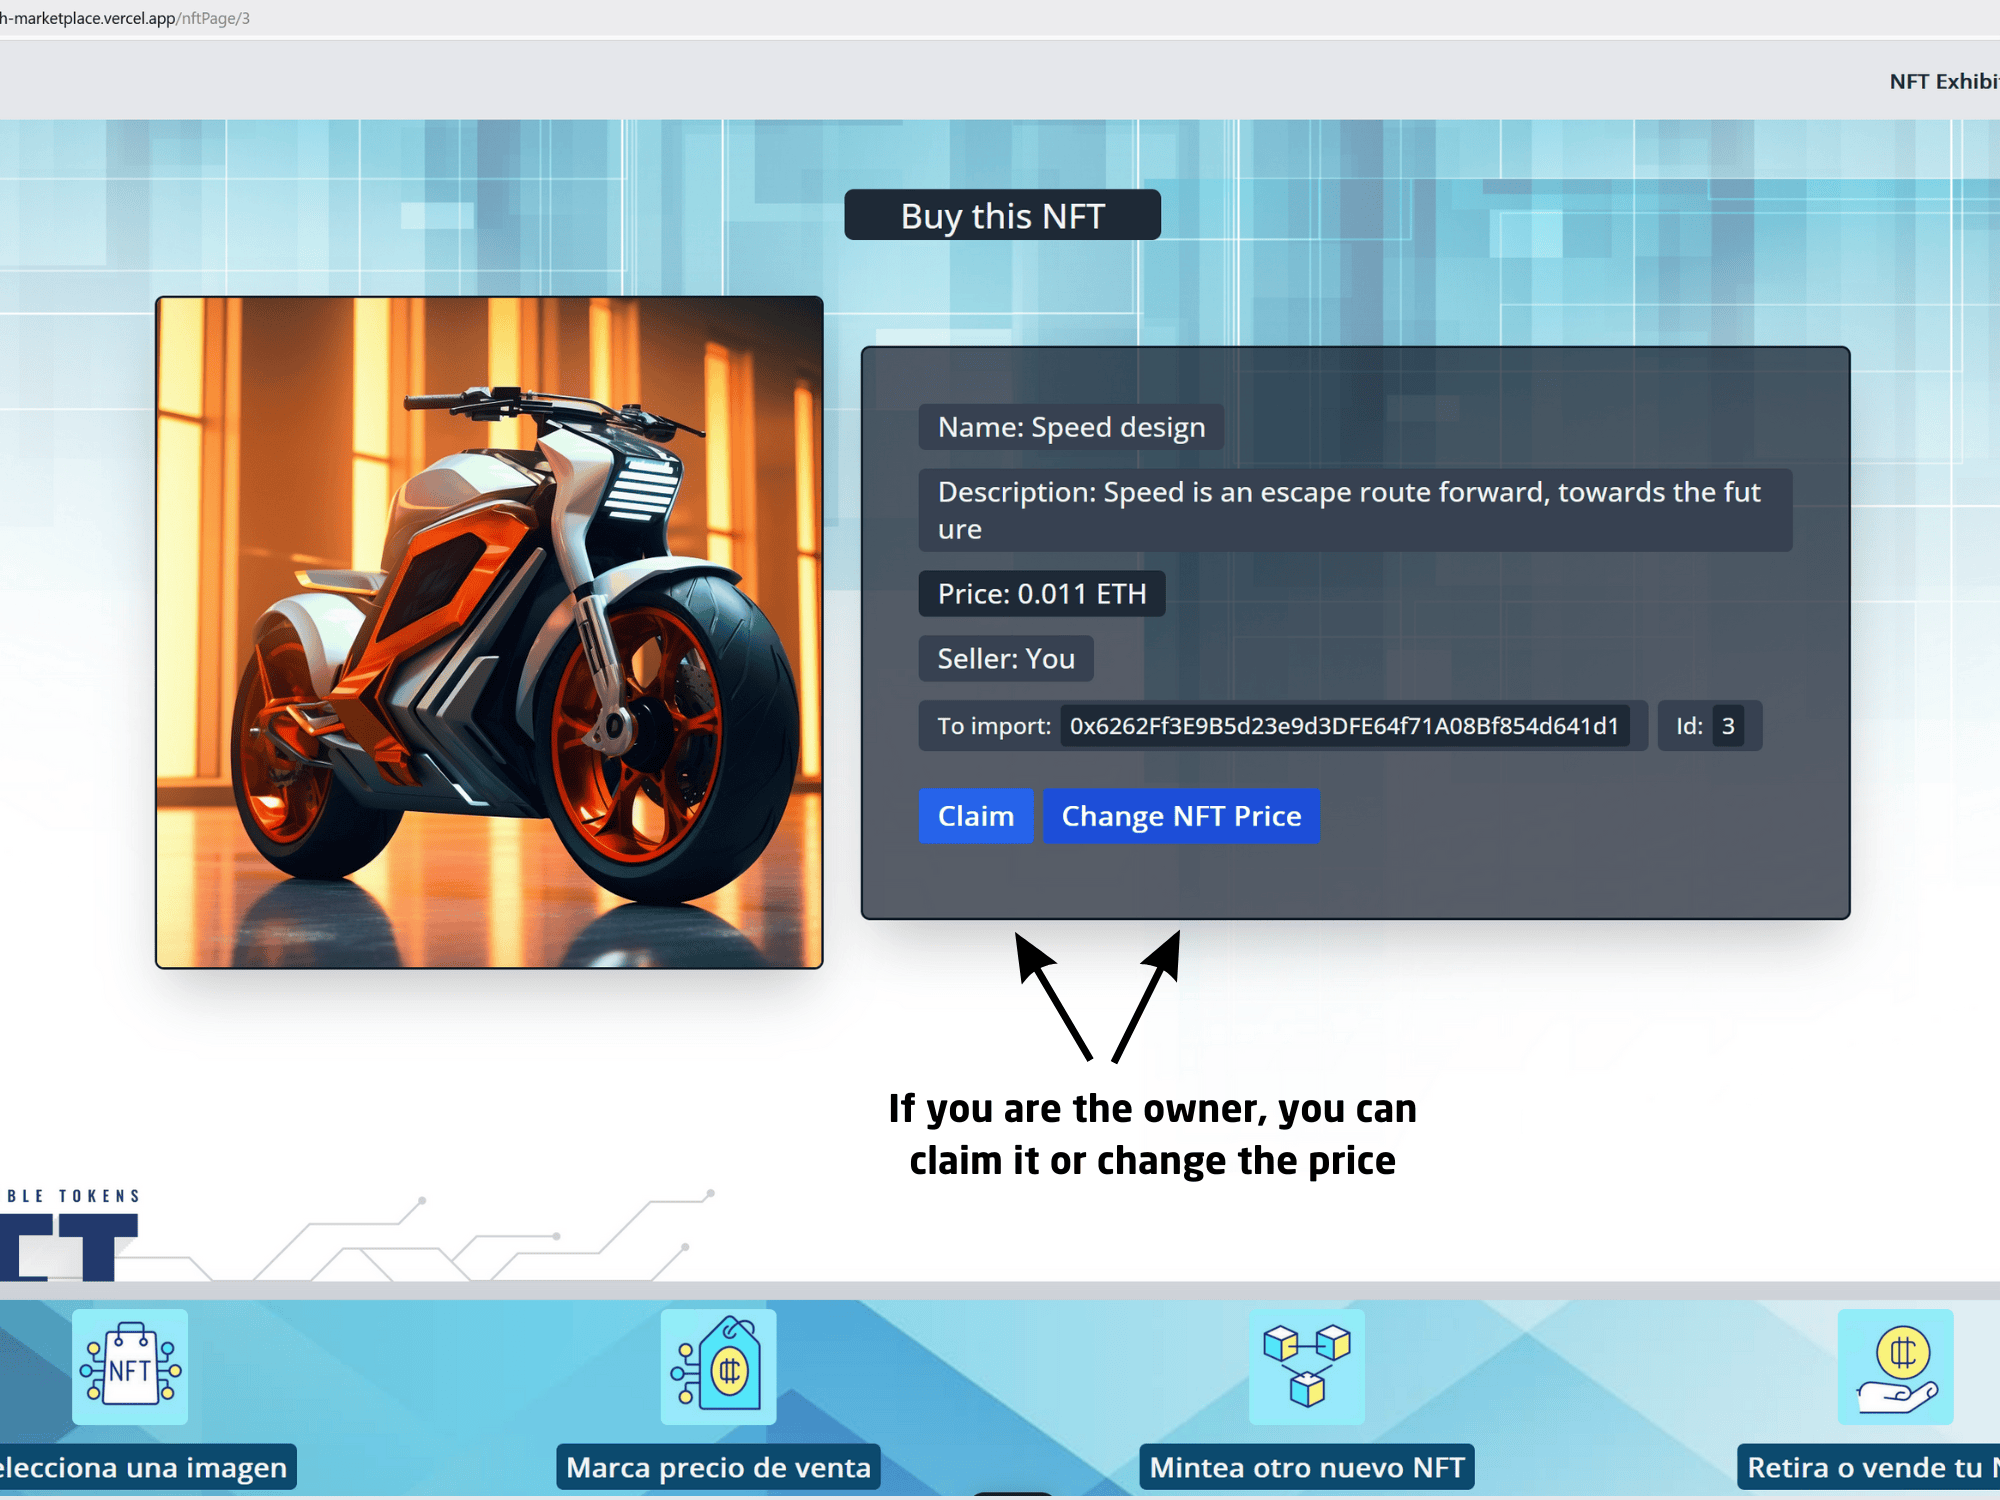 h-marketplace.vercel.app/nftPage/3
NFT Exhibi
Buy this NFT
Name: Speed design
Description: Speed is an escape route forward, towards the fut
ure
Price: 0.011 ETH
Seller: You
To import: 0x6262Ff3E9B5d23e9d3DFE64f71A08Bf854d641d1 Id: 3
Claim Change NFT Price
If you are the owner, you can
claim it or change the price
BLE TOKENS
FT
NFT
elecciona una imagen Marca precio de venta Mintea otro nuevo NFT Retira o vende tu N